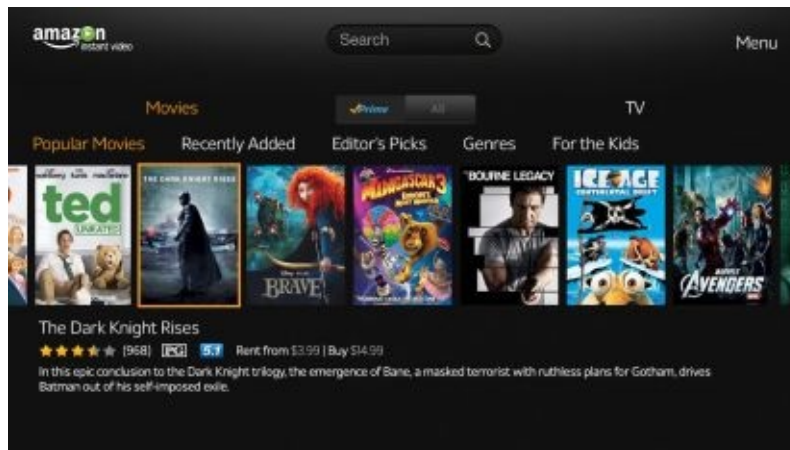 amazon
instant video
Search
Menu
Movies
Prime
All
TV
Popular Movies
Recently Added
Editor's Picks
Genres
For the Kids
ted
UNRATED
THE DARK KNIGHT RISES
DISNEY PIXAR
BRAVE
MADAGASCAR 3
BOURNE LEGACY
ICE AGE
CONTINENTAL DRIFT
AVENGERS
The Dark Knight Rises
(968) PG 5.1 Rent from $3.99 | Buy $14.99
In this epic conclusion to the Dark Knight trilogy, the emergence of Bane, a masked terrorist with ruthless plans for Gotham, drives
Batman out of his self-imposed exile.